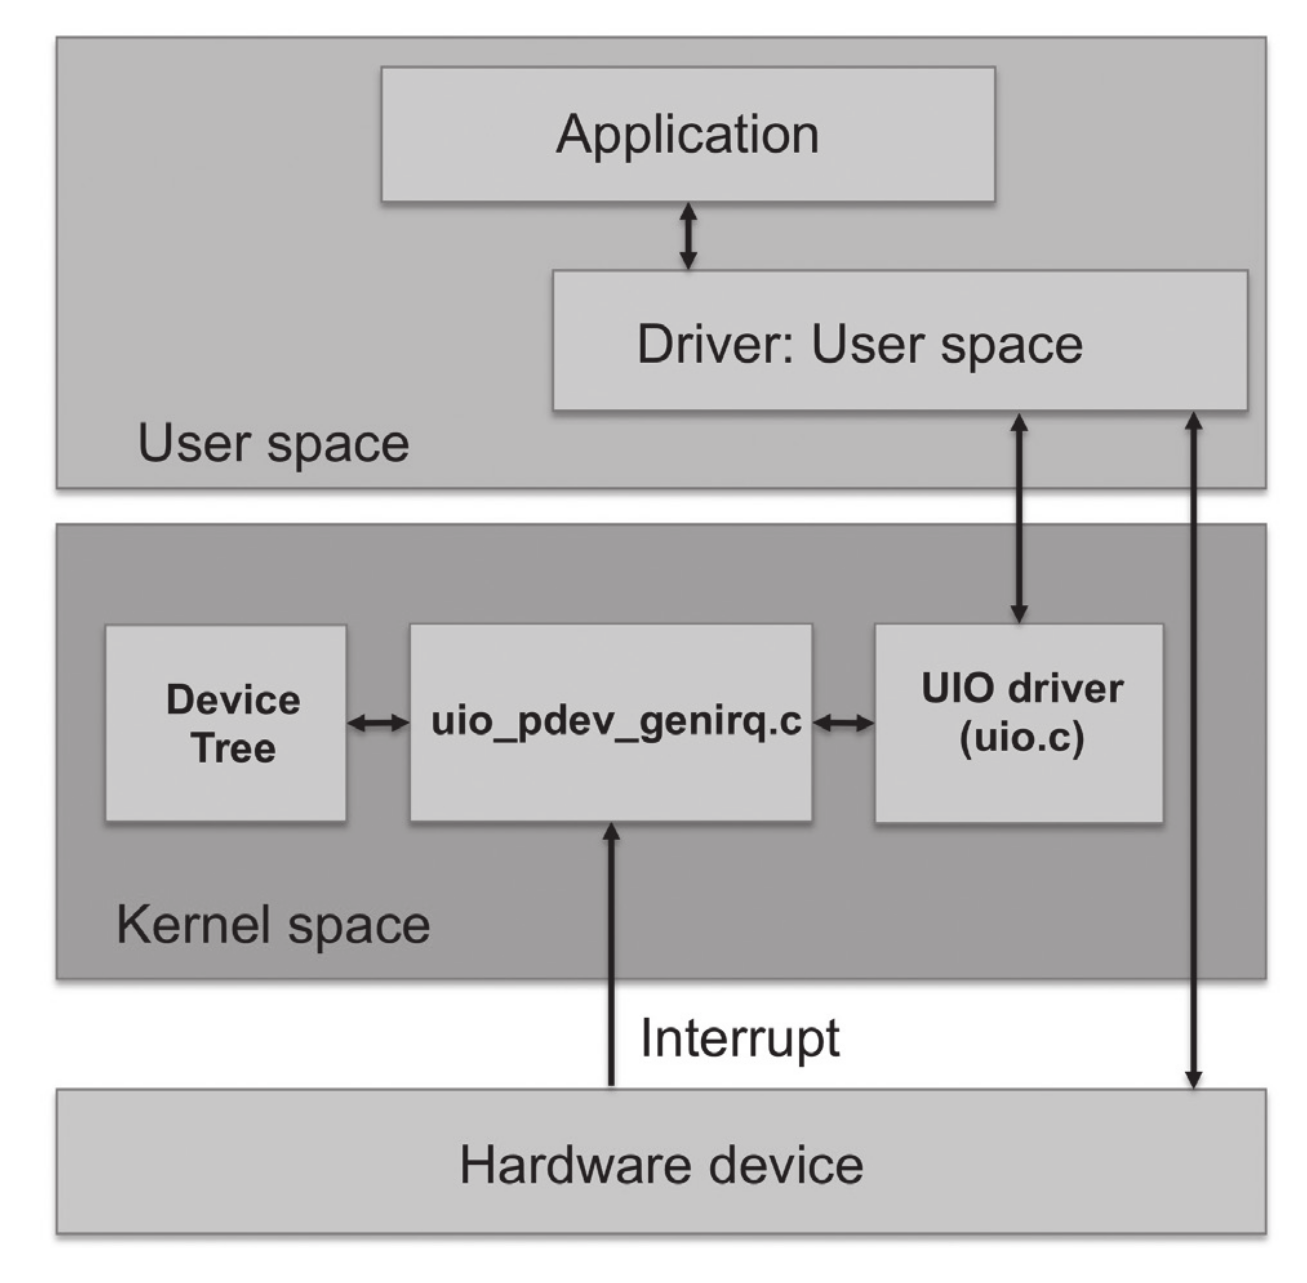 Application
Driver: User space
User space
Device
Tree
uio_pdev_genirq.c
UIO driver
(uio.c)
Kernel space
Interrupt
Hardware device